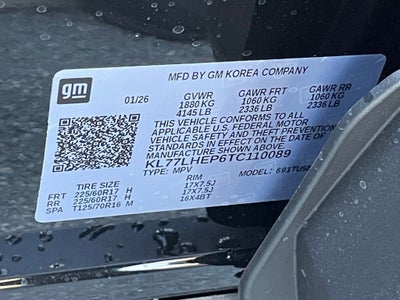 gm
MFD BY GM KOREA COMPANY
01/26 GVWR GAWR FRT GAWR RR
1880 KG 1060 KG 1060 KG
4145 LB 2336 LB 2336 LB
THIS VEHICLE CONFORMS TO ALL
APPLICABLE U.S. FEDERAL MOTOR
VEHICLE SAFETY AND THEFT PREVENTION
STANDARDS IN EFFECT ON THE DATE OF
MANUFACTURE SHOWN ABOVE.
KL77LHEP6TC110089
TYPE: MPV MODEL: 691TUS
TIRE SIZE RIM
FRT 225/60R17 H 17X7.5J
RR 225/60R17 H 17X7.5J
SPA T125/70R16 M 16X4BT